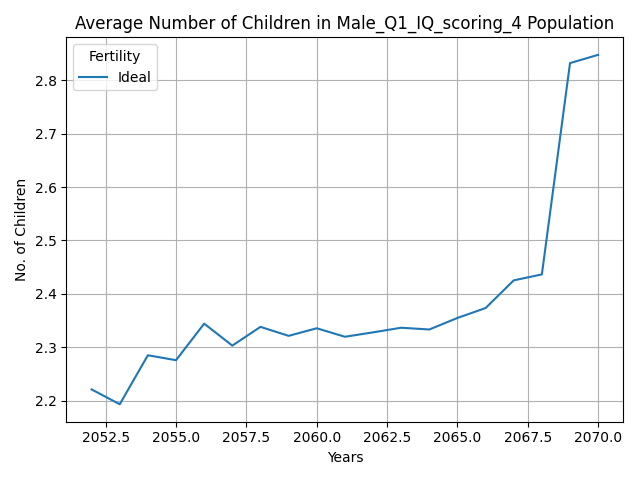 Average Number of Children in Male_Q1_IQ_scoring_4 Population
Fertility
Ideal
No. of Children
2.8
2.7
2.6
2.5
2.4
2.3
2.2
2052.5 2055.0 2057.5 2060.0 2062.5 2065.0 2067.5 2070.0
Years